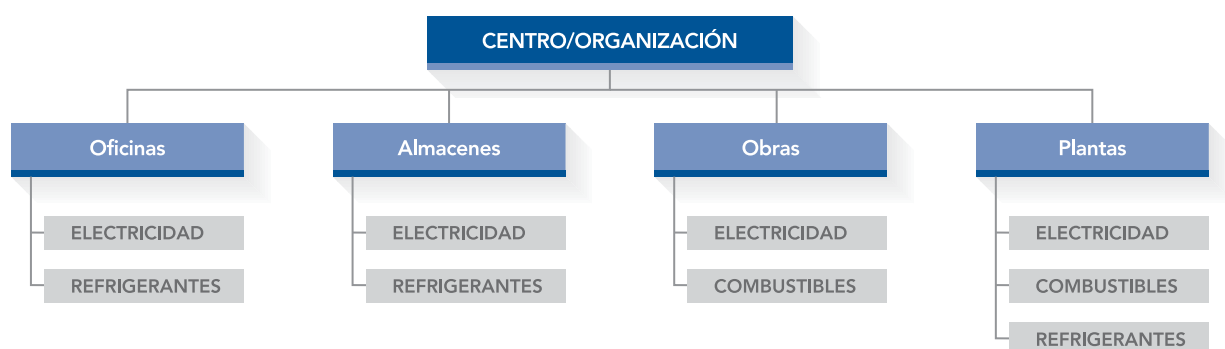 CENTRO/ORGANIZACIÓN
Oficinas
Almacenes
Obras
Plantas
ELECTRICIDAD
ELECTRICIDAD
ELECTRICIDAD
ELECTRICIDAD
REFRIGERANTES
REFRIGERANTES
COMBUSTIBLES
COMBUSTIBLES
REFRIGERANTES